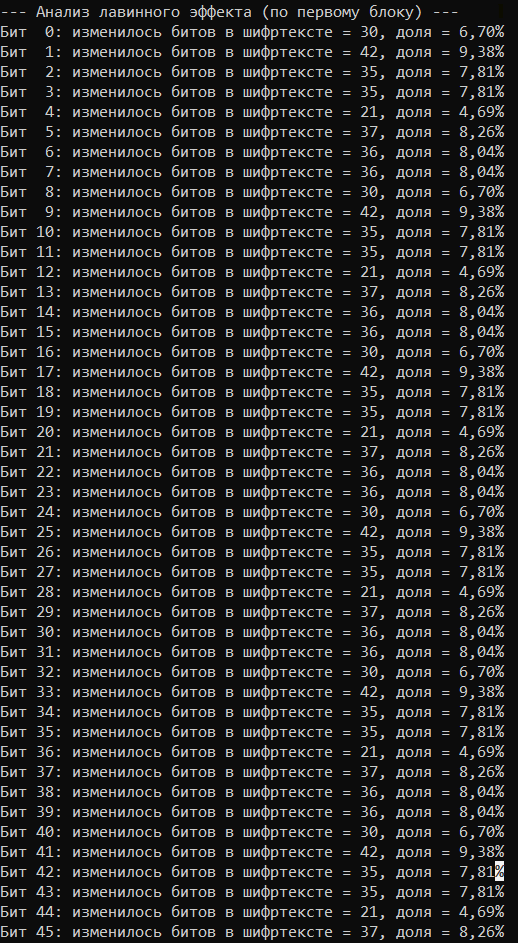 --- Анализ лавинного эффекта (по первому блоку) ---
Бит  0: изменилось битов в шифртексте = 30, доля = 6,70%
Бит  1: изменилось битов в шифртексте = 42, доля = 9,38%
Бит  2: изменилось битов в шифртексте = 35, доля = 7,81%
Бит  3: изменилось битов в шифртексте = 35, доля = 7,81%
Бит  4: изменилось битов в шифртексте = 21, доля = 4,69%
Бит  5: изменилось битов в шифртексте = 37, доля = 8,26%
Бит  6: изменилось битов в шифртексте = 36, доля = 8,04%
Бит  7: изменилось битов в шифртексте = 36, доля = 8,04%
Бит  8: изменилось битов в шифртексте = 30, доля = 6,70%
Бит  9: изменилось битов в шифртексте = 42, доля = 9,38%
Бит 10: изменилось битов в шифртексте = 35, доля = 7,81%
Бит 11: изменилось битов в шифртексте = 35, доля = 7,81%
Бит 12: изменилось битов в шифртексте = 21, доля = 4,69%
Бит 13: изменилось битов в шифртексте = 37, доля = 8,26%
Бит 14: изменилось битов в шифртексте = 36, доля = 8,04%
Бит 15: изменилось битов в шифртексте = 36, доля = 8,04%
Бит 16: изменилось битов в шифртексте = 30, доля = 6,70%
Бит 17: изменилось битов в шифртексте = 42, доля = 9,38%
Бит 18: изменилось битов в шифртексте = 35, доля = 7,81%
Бит 19: изменилось битов в шифртексте = 35, доля = 7,81%
Бит 20: изменилось битов в шифртексте = 21, доля = 4,69%
Бит 21: изменилось битов в шифртексте = 37, доля = 8,26%
Бит 22: изменилось битов в шифртексте = 36, доля = 8,04%
Бит 23: изменилось битов в шифртексте = 36, доля = 8,04%
Бит 24: изменилось битов в шифртексте = 30, доля = 6,70%
Бит 25: изменилось битов в шифртексте = 42, доля = 9,38%
Бит 26: изменилось битов в шифртексте = 35, доля = 7,81%
Бит 27: изменилось битов в шифртексте = 35, доля = 7,81%
Бит 28: изменилось битов в шифртексте = 21, доля = 4,69%
Бит 29: изменилось битов в шифртексте = 37, доля = 8,26%
Бит 30: изменилось битов в шифртексте = 36, доля = 8,04%
Бит 31: изменилось битов в шифртексте = 36, доля = 8,04%
Бит 32: изменилось битов в шифртексте = 30, доля = 6,70%
Бит 33: изменилось битов в шифртексте = 42, доля = 9,38%
Бит 34: изменилось битов в шифртексте = 35, доля = 7,81%
Бит 35: изменилось битов в шифртексте = 35, доля = 7,81%
Бит 36: изменилось битов в шифртексте = 21, доля = 4,69%
Бит 37: изменилось битов в шифртексте = 37, доля = 8,26%
Бит 38: изменилось битов в шифртексте = 36, доля = 8,04%
Бит 39: изменилось битов в шифртексте = 36, доля = 8,04%
Бит 40: изменилось битов в шифртексте = 30, доля = 6,70%
Бит 41: изменилось битов в шифртексте = 42, доля = 9,38%
Бит 42: изменилось битов в шифртексте = 35, доля = 7,81%
Бит 43: изменилось битов в шифртексте = 35, доля = 7,81%
Бит 44: изменилось битов в шифртексте = 21, доля = 4,69%
Бит 45: изменилось битов в шифртексте = 37, доля = 8,26%